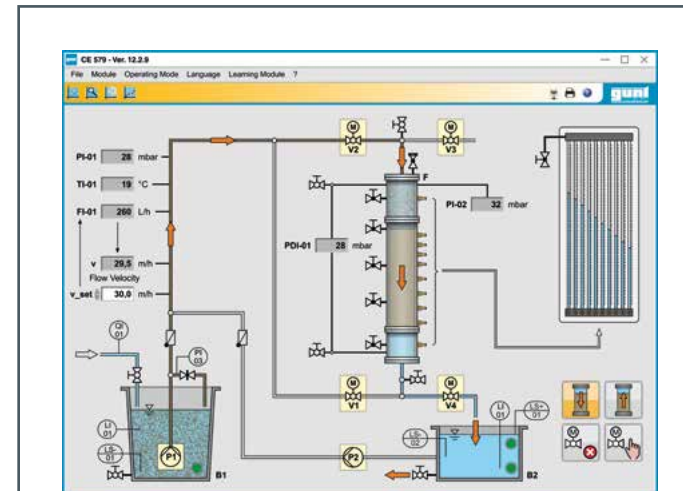 CE 579 - Ver. 12.2.9
File Module Operating Mode Language Learning Module ?
gunt
M
V2
M
V3
PI-01 28 mbar
TI-01 19 °C
FI-01 260 L/h
F
PI-02 32 mbar
PDI-01 28 mbar
v 29,5 m/h
Flow Velocity
v_set 30,0 m/h
QI
01
PI
03
M
V1
M
V4
LI
01
LS-
01
P1
B1
P2
LS-
02
LI
01
LS+
01
B2
M
M